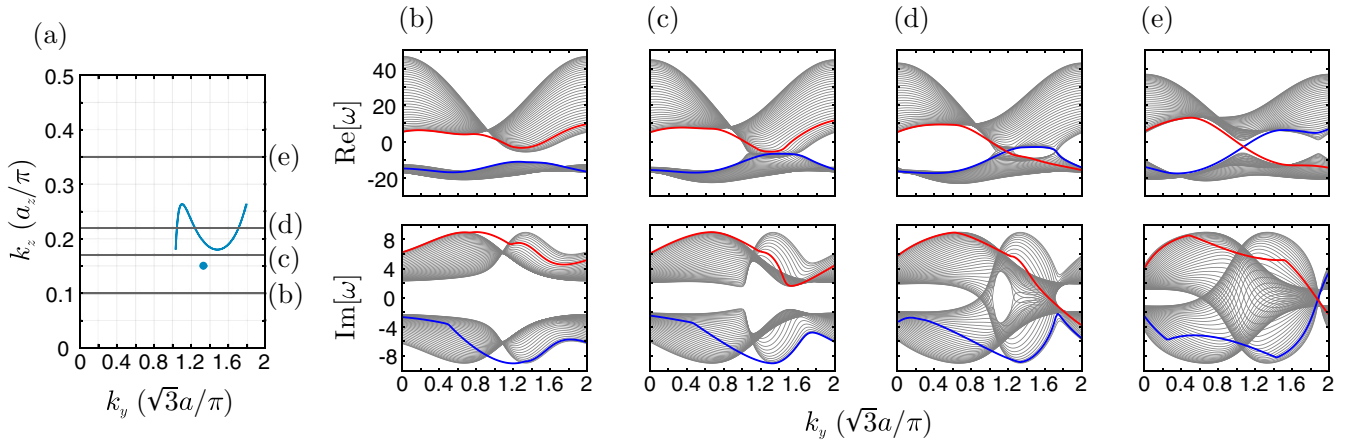 (a)
0.5
0.4
0.3
0.2
0.1
0
0 0.4 0.8 1.2 1.6 2
k_z (a_z/π)
k_y (√3a/π)
(e)
(d)
(c)
(b)
(b) (c) (d) (e)
Re[ω]
40
20
0
-20
Im[ω]
8
4
0
-4
-8
0 0.4 0.8 1.2 1.6 2
0 0.4 0.8 1.2 1.6 2
0 0.4 0.8 1.2 1.6 2
0 0.4 0.8 1.2 1.6 2
k_y (√3a/π)